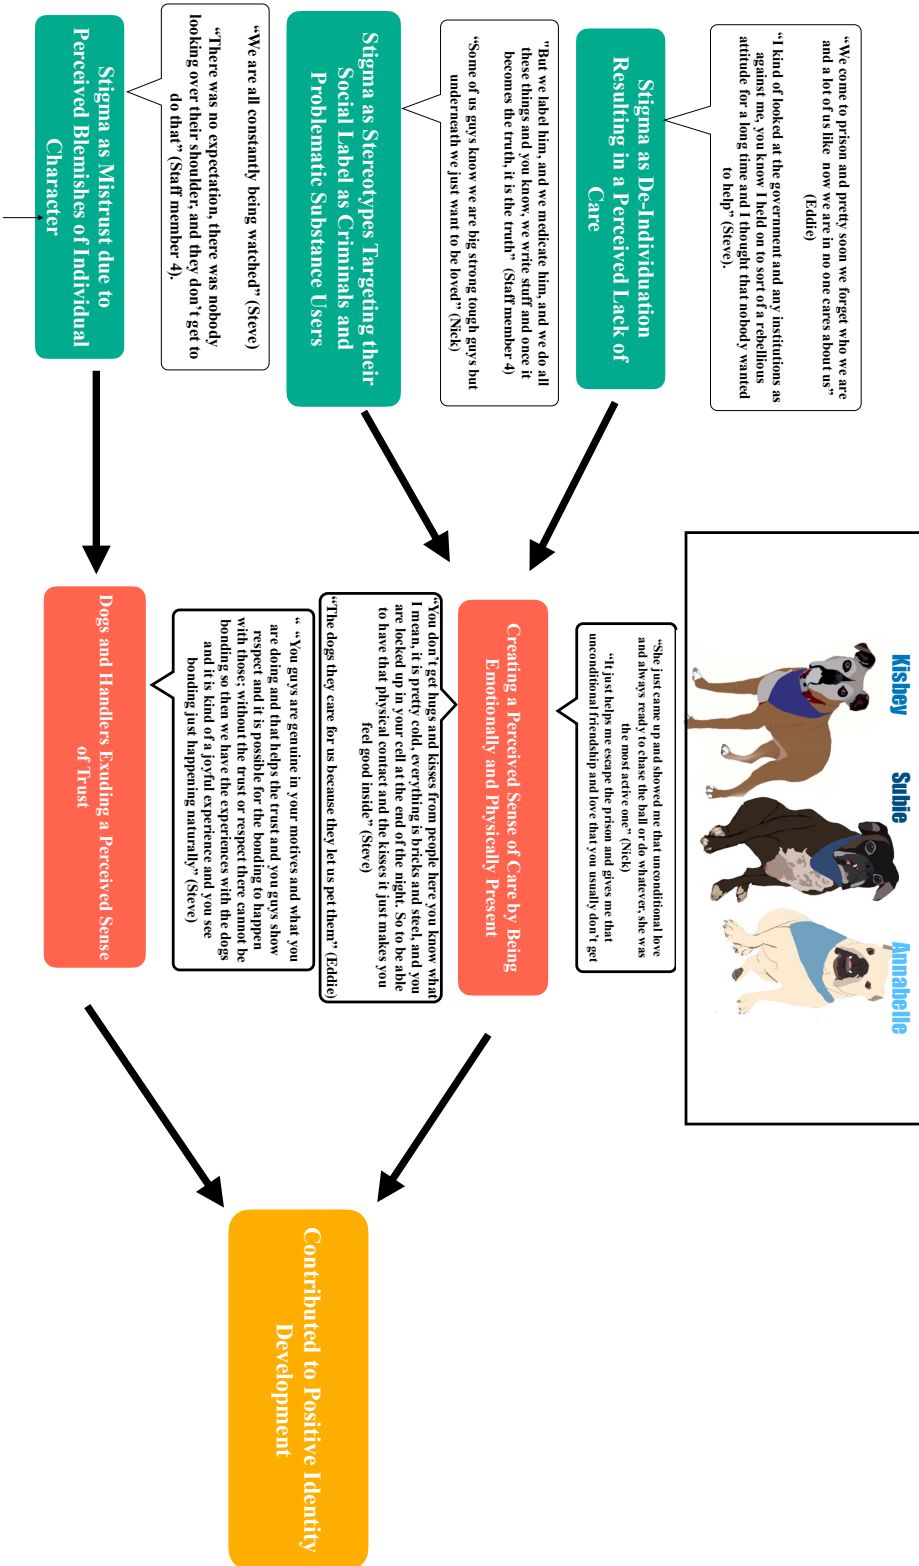 Kisbey
Subie
Annabelle
“We come to prison and pretty soon we forget who we are
and a lot of us like now we are in no one cares about us”
(Eddie)
“I kind of looked at the government and any institutions as
against me, you know I held on to sort of a rebellious
attitude for a long time and I thought that nobody wanted
to help” (Steve).
Stigma as De-Individuation
Resulting in a Perceived Lack of
Care
"But we label him, and we medicate him, and we do all
these things and you know, we write stuff and once it
becomes the truth, it is the truth” (Staff member 4)
“Some of us guys know we are big strong tough guys but
underneath we just want to be loved” (Nick)
Stigma as Stereotypes Targeting their
Social Label as Criminals and
Problematic Substance Users
“We are all constantly being watched” (Steve)
“There was no expectation, there was nobody
looking over their shoulder, and they don’t get to
do that” (Staff member 4).
Stigma as Mistrust due to
Perceived Blemishes of Individual
Character
“She just came up and showed me that unconditional love
and always ready to chase the ball or do whatever, she was
the most active one” (Nick)
“It just helps me escape the prison and gives me that
unconditional friendship and love that you usually don’t get
Creating a Perceived Sense of Care by Being
Emotionally and Physically Present
“You don’t get hugs and kisses from people here you know what
I mean, it is pretty cold, everything is bricks and steel, and you
are locked up in your cell at the end of the night. So to be able
to have that physical contact and the kisses it just makes you
feel good inside” (Steve)
“The dogs they care for us because they let us pet them” (Eddie)
“ “You guys are genuine in your motives and what you
are doing and that helps the trust and you guys show
respect and it is possible for the bonding to happen
with those; without the trust or respect there cannot be
bonding so then we have the experiences with the dogs
and it is kind of a joyful experience and you see
bonding just happening naturally” (Steve)
Dogs and Handlers Exuding a Perceived Sense
of Trust
Contributed to Positive Identity
Development